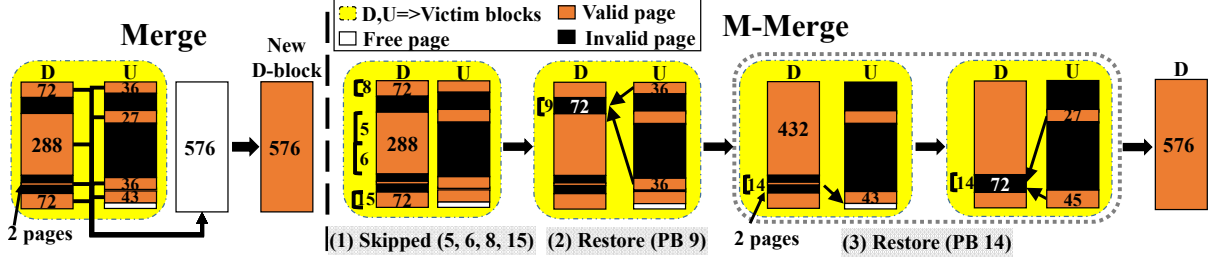 Merge
D
U
72
36
27
288
36
43
72
2 pages
576
New
D-block
576
D,U=>Victim blocks
Valid page
Free page
Invalid page
M-Merge
D
U
8
72
5
288
6
15
72
(1) Skipped (5, 6, 8, 15)
D
U
9
72
36
36
(2) Restore (PB 9)
D
U
432
14
43
2 pages
D
U
27
14
72
45
(3) Restore (PB 14)
D
576